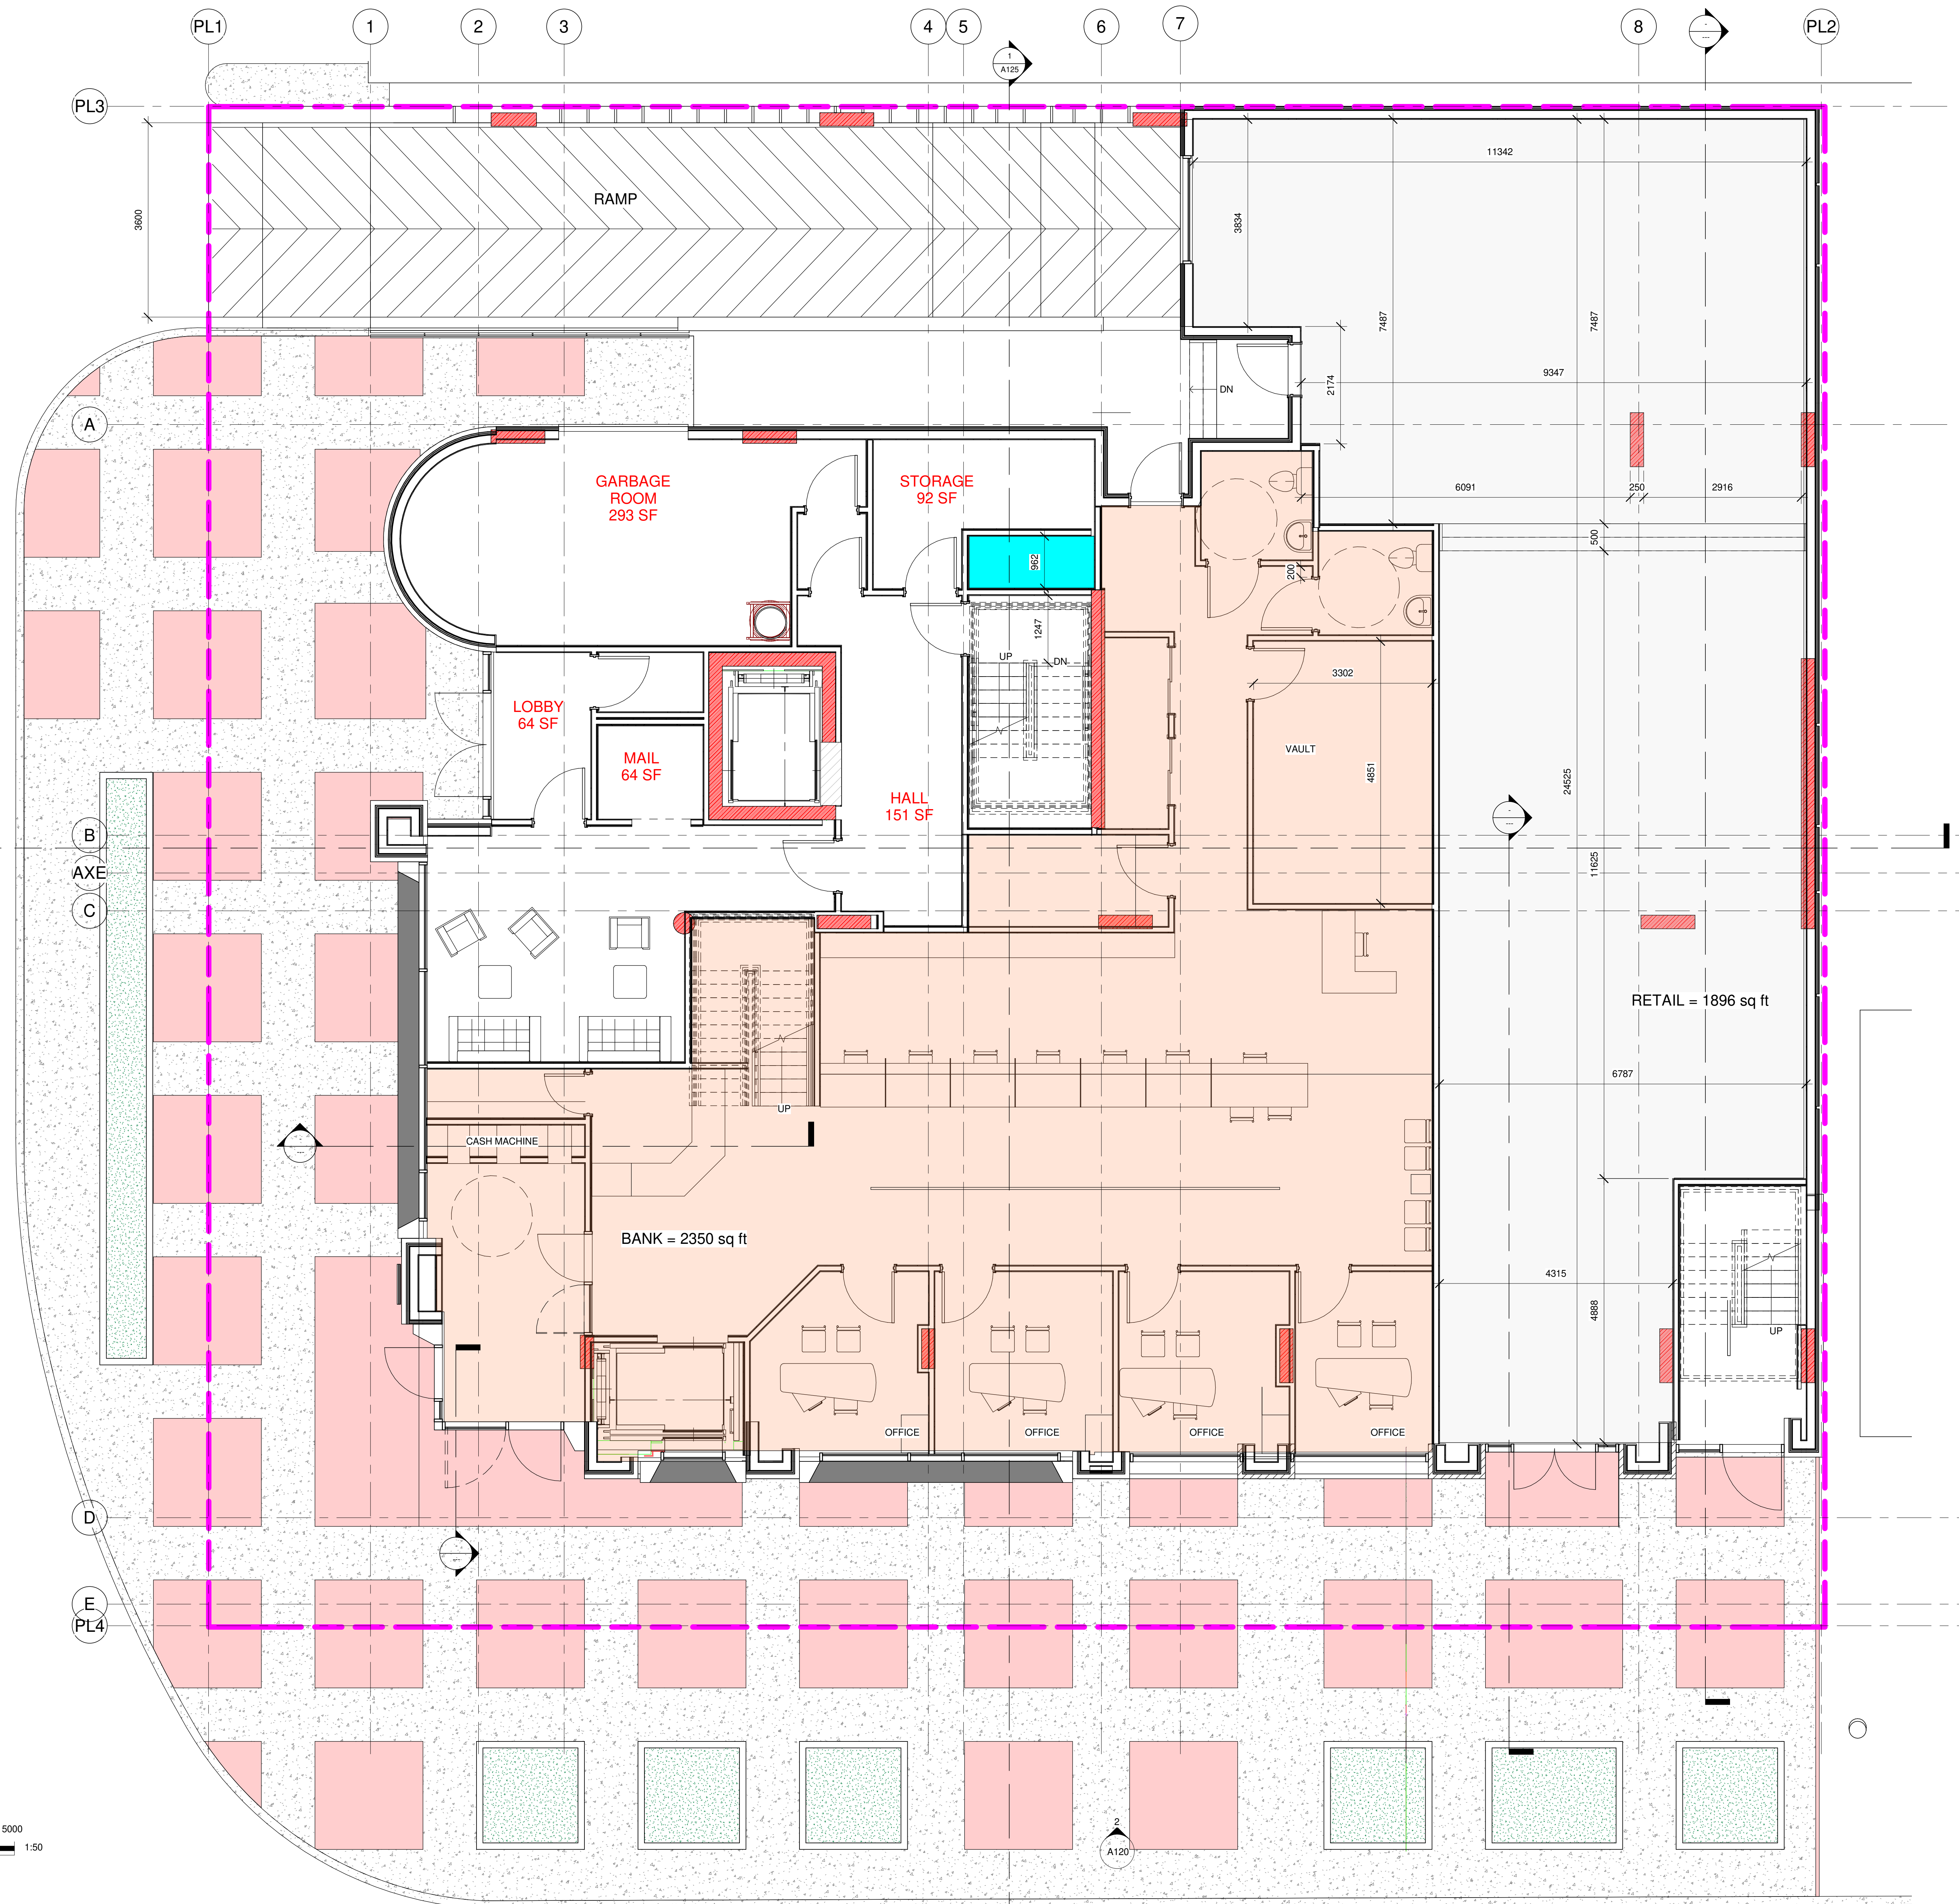 PL1
1
2
3
4
5
6
7
8
PL2
---
1
A125
PL3
3600
RAMP
11342
3834
7487
7487
2174
DN
9347
A
GARBAGE
ROOM
293 SF
STORAGE
92 SF
6091
250
2916
962
200
500
1247
UP
DN
LOBBY
64 SF
MAIL
64 SF
HALL
151 SF
3302
VAULT
4851
24525
B
AXE
C
11625
RETAIL = 1896 sq ft
6787
UP
CASH MACHINE
---
BANK = 2350 sq ft
4315
4888
UP
OFFICE
OFFICE
OFFICE
OFFICE
D
E
PL4
5000
1:50
2
A120